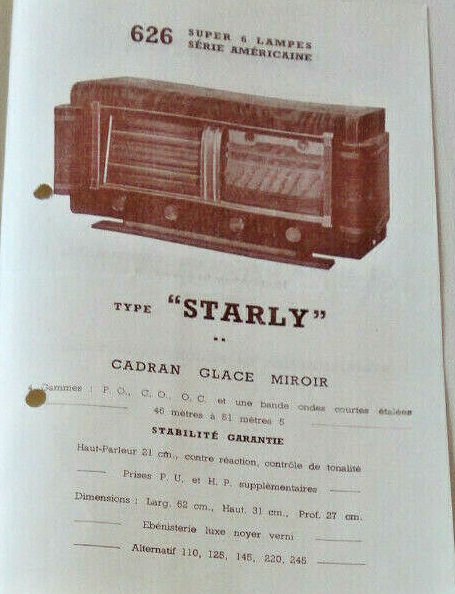 626 SUPER 6 LAMPES
SÉRIE AMÉRICAINE
TYPE “STARLY”
CADRAN GLACE MIROIR
4 Gammes : P. O., C. O., O. C. et une bande ondes courtes étalées
46 mètres à 51 mètres 5
STABILITÉ GARANTIE
Haut-Parleur 21 cm., contre réaction, contrôle de tonalité
Prises P. U. et H. P. supplémentaires
Dimensions : Larg. 62 cm., Haut. 31 cm., Prof. 27 cm.
Ebénisterie luxe noyer verni
Alternatif 110, 125, 145, 220, 245